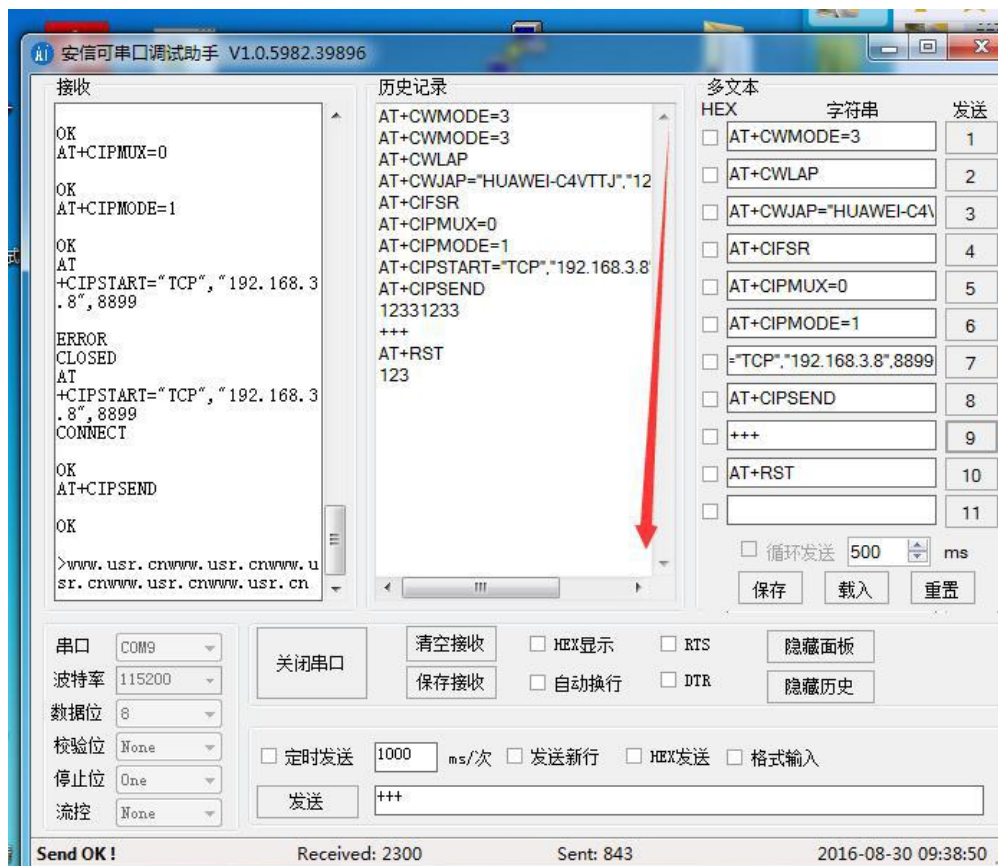 安信可串口调试助手 V1.0.5982.39896
接收
OK
AT+CIPMUX=0
OK
AT+CIPMODE=1
OK
AT
+CIPSTART="TCP","192.168.3
.8",8899
ERROR
CLOSED
AT
+CIPSTART="TCP","192.168.3
.8",8899
CONNECT
OK
AT+CIPSEND
OK
>www.usr.cnwww.usr.cnwww.u
sr.cnwww.usr.cnwww.usr.cn
历史记录
AT+CWMODE=3
AT+CWMODE=3
AT+CWLAP
AT+CWJAP="HUAWEI-C4VTTJ","12
AT+CIFSR
AT+CIPMUX=0
AT+CIPMODE=1
AT+CIPSTART="TCP","192.168.3.8"
AT+CIPSEND
12331233
+++
AT+RST
123
多文本
HEX 字符串 发送
AT+CWMODE=3 1
AT+CWLAP 2
AT+CWJAP="HUAWEI-C4\ 3
AT+CIFSR 4
AT+CIPMUX=0 5
AT+CIPMODE=1 6
="TCP","192.168.3.8",8899 7
AT+CIPSEND 8
+++ 9
AT+RST 10
11
循环发送 500 ms
保存 载入 重置
串口 COM9
波特率 115200
数据位 8
校验位 None
停止位 One
流控 None
关闭串口
清空接收 HEX显示 RTS 隐藏面板
保存接收 自动换行 DTR 隐藏历史
定时发送 1000 ms/次 发送新行 HEX发送 格式输入
发送 +++
Send OK! Received: 2300 Sent: 843 2016-08-30 09:38:50